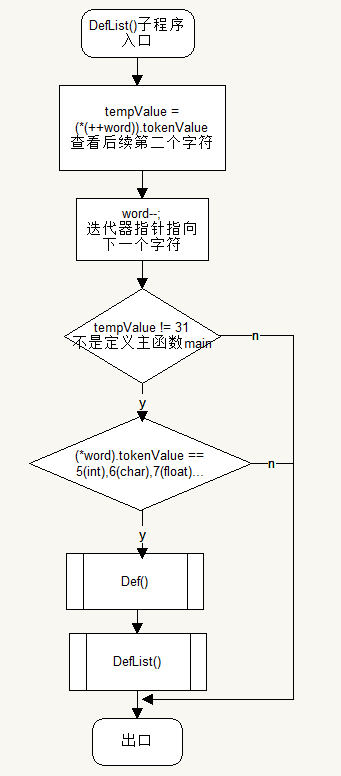 DefList()子程序
入口
tempValue =
(*(++word)).tokenValue
查看后续第二个字符
word--;
迭代器指针指向
下一个字符
tempValue != 31
不是定义主函数main
n
y
(*word).tokenValue ==
5(int),6(char),7(float)...
n
y
Def()
DefList()
出口